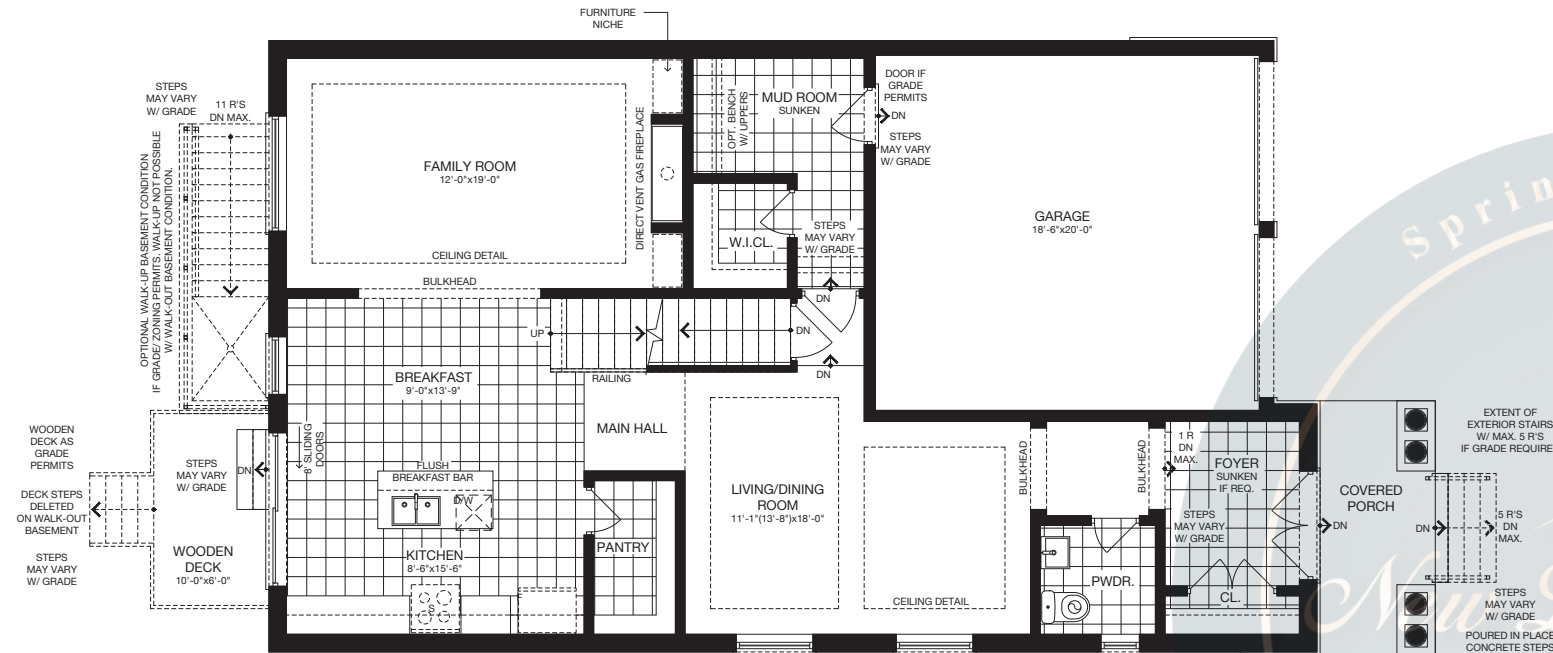 FURNITURE
NICHE
STEPS
MAY VARY
W/ GRADE
11 R'S
DN MAX.
OPTIONAL WALK-UP BASEMENT CONDITION
IF GRADE/ ZONING PERMITS. WALK-UP NOT POSSIBLE
W/ WALK-OUT BASEMENT CONDITION.
FAMILY ROOM
12'-0"x19'-0"
CEILING DETAIL
BULKHEAD
DIRECT VENT GAS FIREPLACE
OPT. BENCH
W/ UPPERS
MUD ROOM
SUNKEN
DOOR IF
GRADE
PERMITS
DN
STEPS
MAY VARY
W/ GRADE
W.I.CL.
STEPS
MAY VARY
W/ GRADE
DN
GARAGE
18'-6"x20'-0"
UP
DN
DN
RAILING
BREAKFAST
9'-0"x13'-9"
MAIN HALL
SLIDING
DOORS
FLUSH
BREAKFAST BAR
D/W
KITCHEN
8'-6"x15'-6"
S
PANTRY
LIVING/DINING
ROOM
11'-1"(13'-8")x18'-0"
CEILING DETAIL
BULKHEAD
BULKHEAD
1 R
DN
MAX.
FOYER
SUNKEN
IF REQ.
STEPS
MAY VARY
W/ GRADE
PWDR.
CL.
DN
COVERED
PORCH
DN
5 R'S
DN
MAX.
EXTENT OF
EXTERIOR STAIRS
W/ MAX. 5 R'S
IF GRADE REQUIRE
STEPS
MAY VARY
W/ GRADE
POURED IN PLACE
CONCRETE STEPS
WOODEN
DECK AS
GRADE
PERMITS
DECK STEPS
DELETED
ON WALK-OUT
BASEMENT
STEPS
MAY VARY
W/ GRADE
STEPS
MAY VARY
W/ GRADE
DN
WOODEN
DECK
10'-0"x6'-0"
Sprin
New